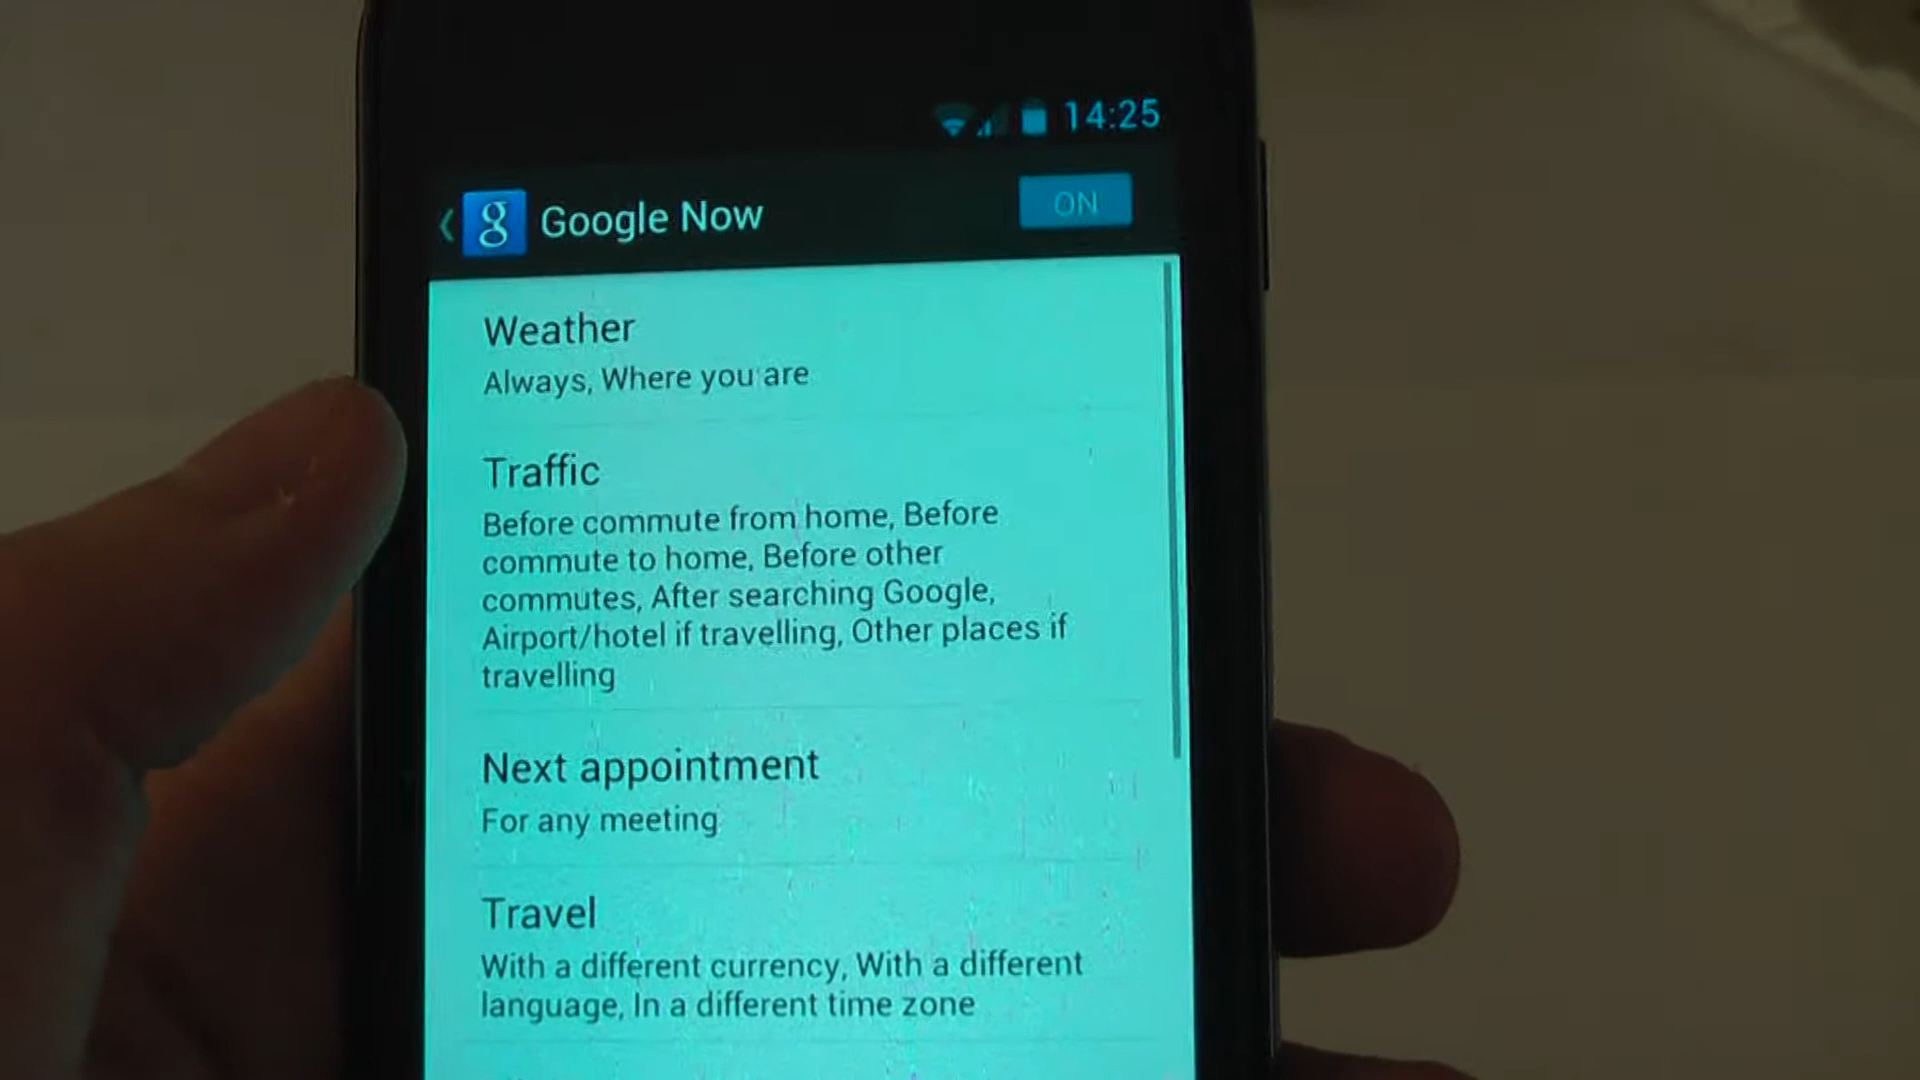 14:25
g Google Now ON
Weather
Always, Where you are
Traffic
Before commute from home, Before
commute to home, Before other
commutes, After searching Google,
Airport/hotel if travelling, Other places if
travelling
Next appointment
For any meeting
Travel
With a different currency, With a different
language, In a different time zone